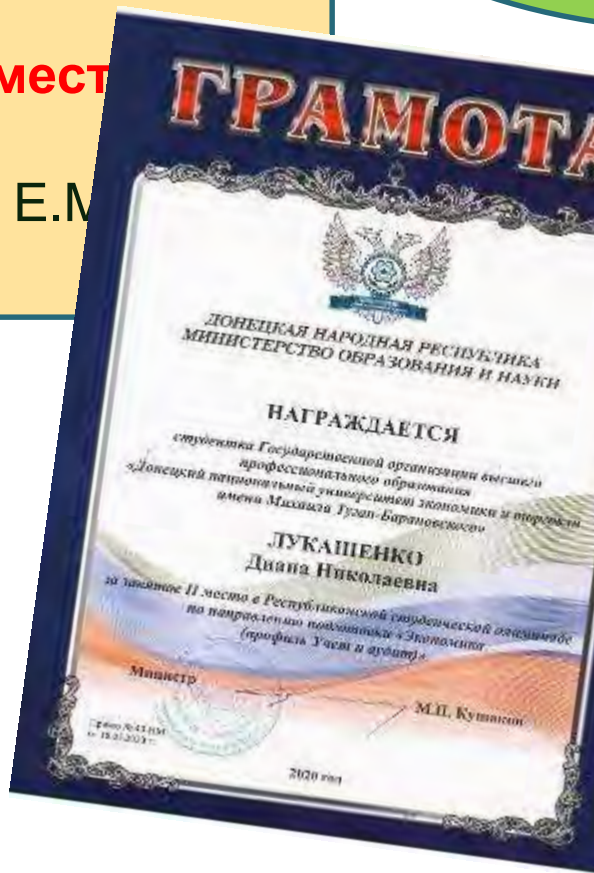 мест
Е.М
ГРАМОТА
ДОНЕЦКАЯ НАРОДНАЯ РЕСПУБЛИКА
МИНИСТЕРСТВО ОБРАЗОВАНИЯ И НАУКИ
НАГРАЖДАЕТСЯ
студентка Государственной организации высшего
профессионального образования
«Донецкий национальный университет экономики и торговли
имени Михаила Туган-Барановского»
ЛУКАШЕНКО
Диана Николаевна
за занятое II место в Республиканской студенческой олимпиаде
по направлению подготовки «Экономика
(профиль Учет и аудит)»
Министр
М.Н. Кушаков
Приказ
2020 год